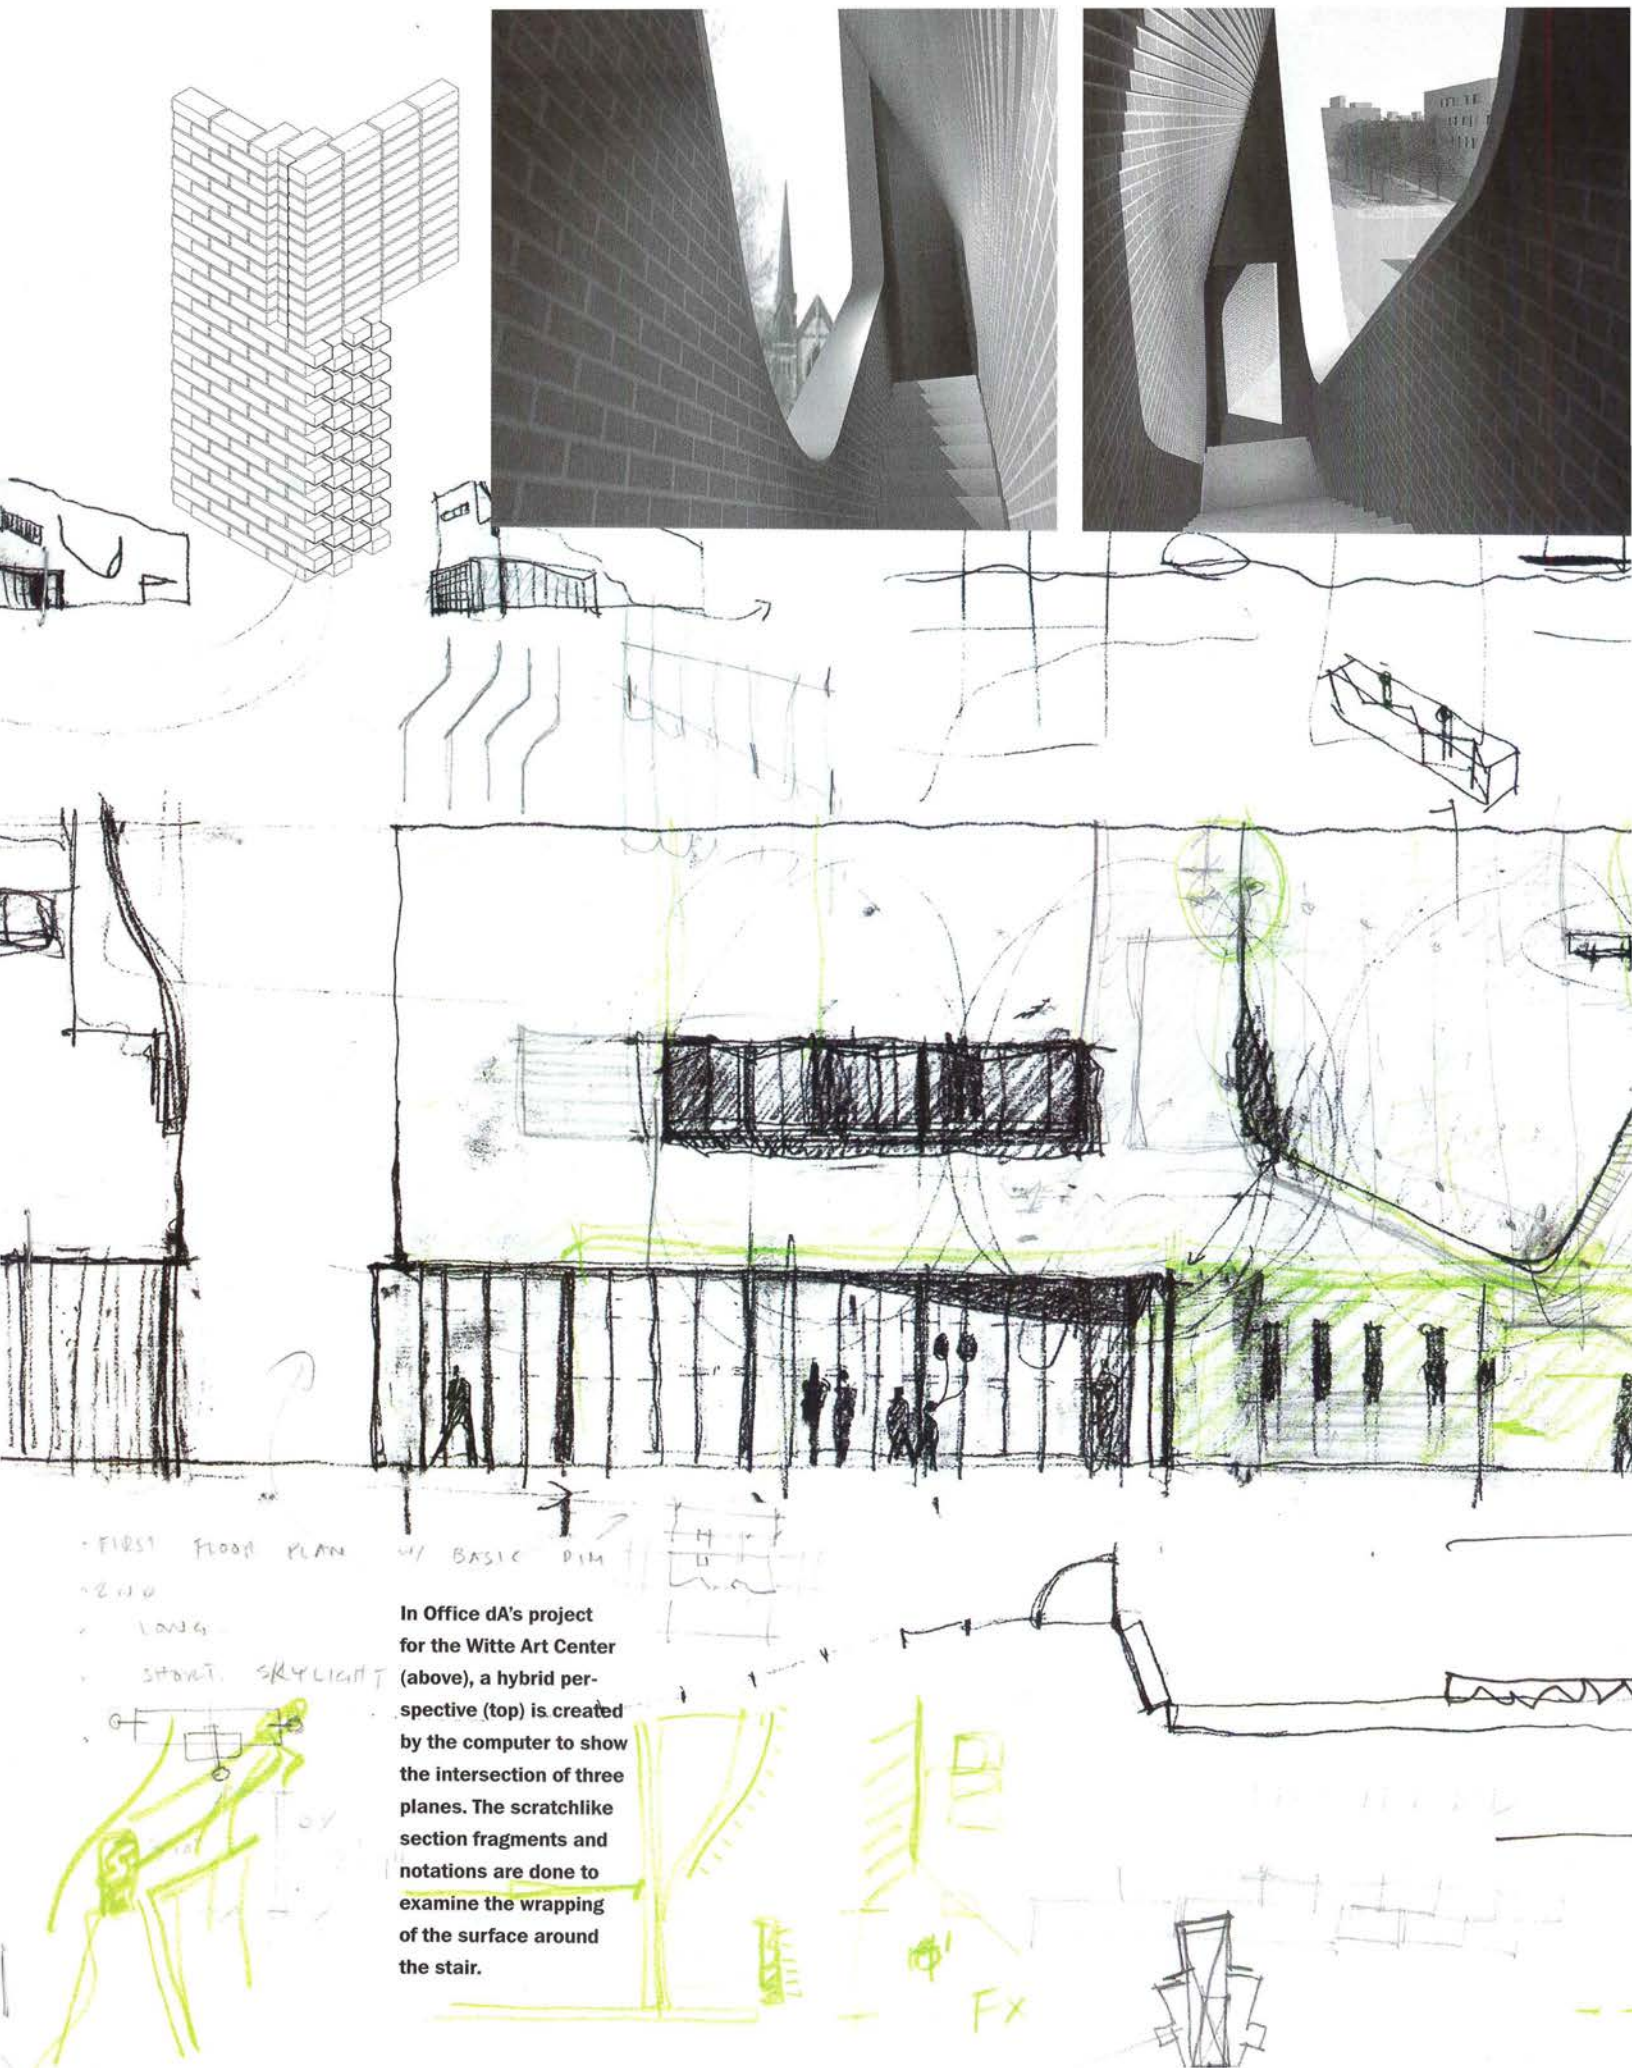 · FIRST FLOOR PLAN W/ BASIC DIM
· 2ND
LONG
SHORT. SKYLIGHT
In Office dA's project
for the Witte Art Center
(above), a hybrid per-
spective (top) is created
by the computer to show
the intersection of three
planes. The scratchlike
section fragments and
notations are done to
examine the wrapping
of the surface around
the stair.
FX